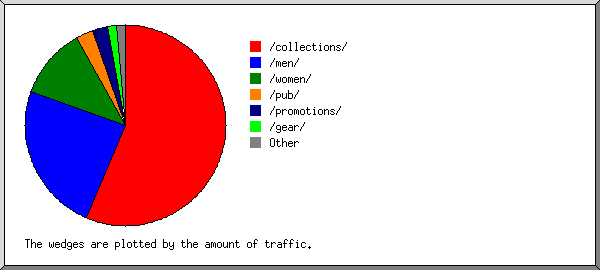 /collections/
/men/
/women/
/pub/
/promotions/
/gear/
Other
The wedges are plotted by the amount of traffic.